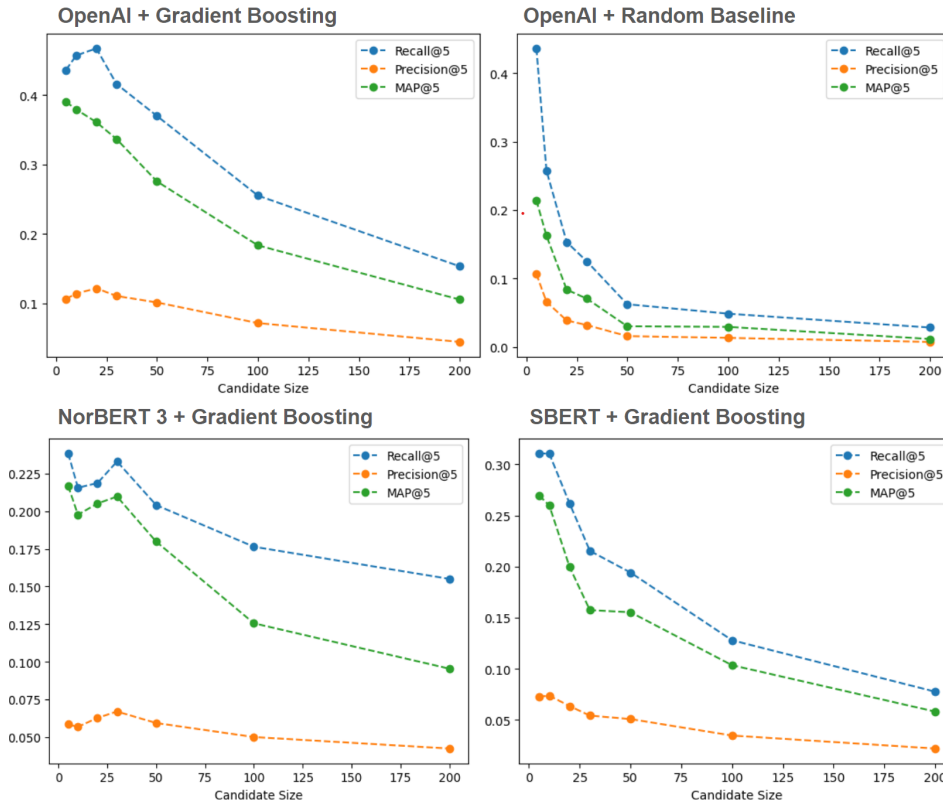 OpenAI + Gradient Boosting
Recall@5
Precision@5
MAP@5
0.4
0.3
0.2
0.1
0 25 50 75 100 125 150 175 200
Candidate Size
OpenAI + Random Baseline
Recall@5
Precision@5
MAP@5
0.4
0.3
0.2
0.1
0.0
0 25 50 75 100 125 150 175 200
Candidate Size
NorBERT 3 + Gradient Boosting
Recall@5
Precision@5
MAP@5
0.225
0.200
0.175
0.150
0.125
0.100
0.075
0.050
0 25 50 75 100 125 150 175 200
Candidate Size
SBERT + Gradient Boosting
Recall@5
Precision@5
MAP@5
0.30
0.25
0.20
0.15
0.10
0.05
0 25 50 75 100 125 150 175 200
Candidate Size